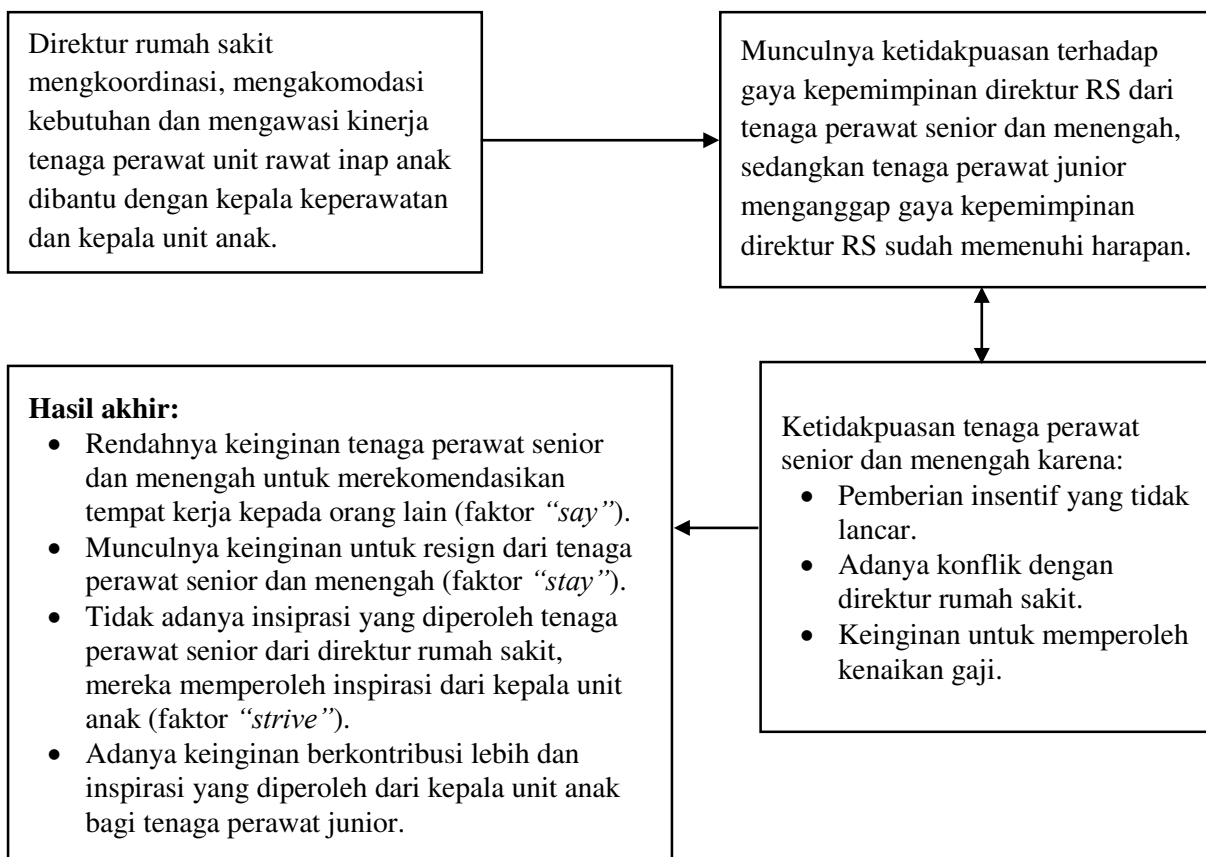 Direktur rumah sakit
mengkoordinasi, mengakomodasi
kebutuhan dan mengawasi kinerja
tenaga perawat unit rawat inap anak
dibantu dengan kepala keperawatan
dan kepala unit anak.
Munculnya ketidakpuasan terhadap
gaya kepemimpinan direktur RS dari
tenaga perawat senior dan menengah,
sedangkan tenaga perawat junior
menganggap gaya kepemimpinan
direktur RS sudah memenuhi harapan.
Ketidakpuasan tenaga perawat
senior dan menengah karena:
• Pemberian insentif yang tidak
lancar.
• Adanya konflik dengan
direktur rumah sakit.
• Keinginan untuk memperoleh
kenaikan gaji.
Hasil akhir:
• Rendahnya keinginan tenaga perawat senior
dan menengah untuk merekomendasikan
tempat kerja kepada orang lain (faktor “say”).
• Munculnya keinginan untuk resign dari tenaga
perawat senior dan menengah (faktor “stay”).
• Tidak adanya insiprasi yang diperoleh tenaga
perawat senior dari direktur rumah sakit,
mereka memperoleh inspirasi dari kepala unit
anak (faktor “strive”).
• Adanya keinginan berkontribusi lebih dan
inspirasi yang diperoleh dari kepala unit anak
bagi tenaga perawat junior.